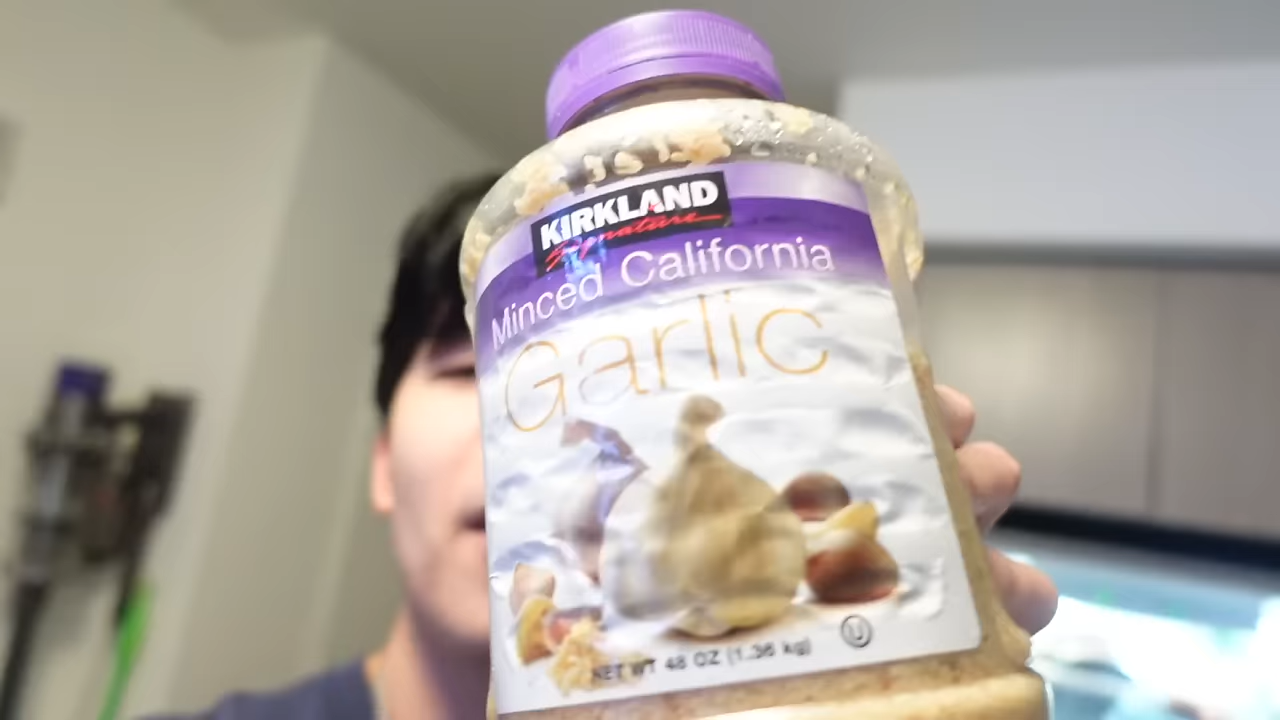 KIRKLAND
Signature
Minced California
Garlic
NET WT 48 OZ (1.36 kg)
U